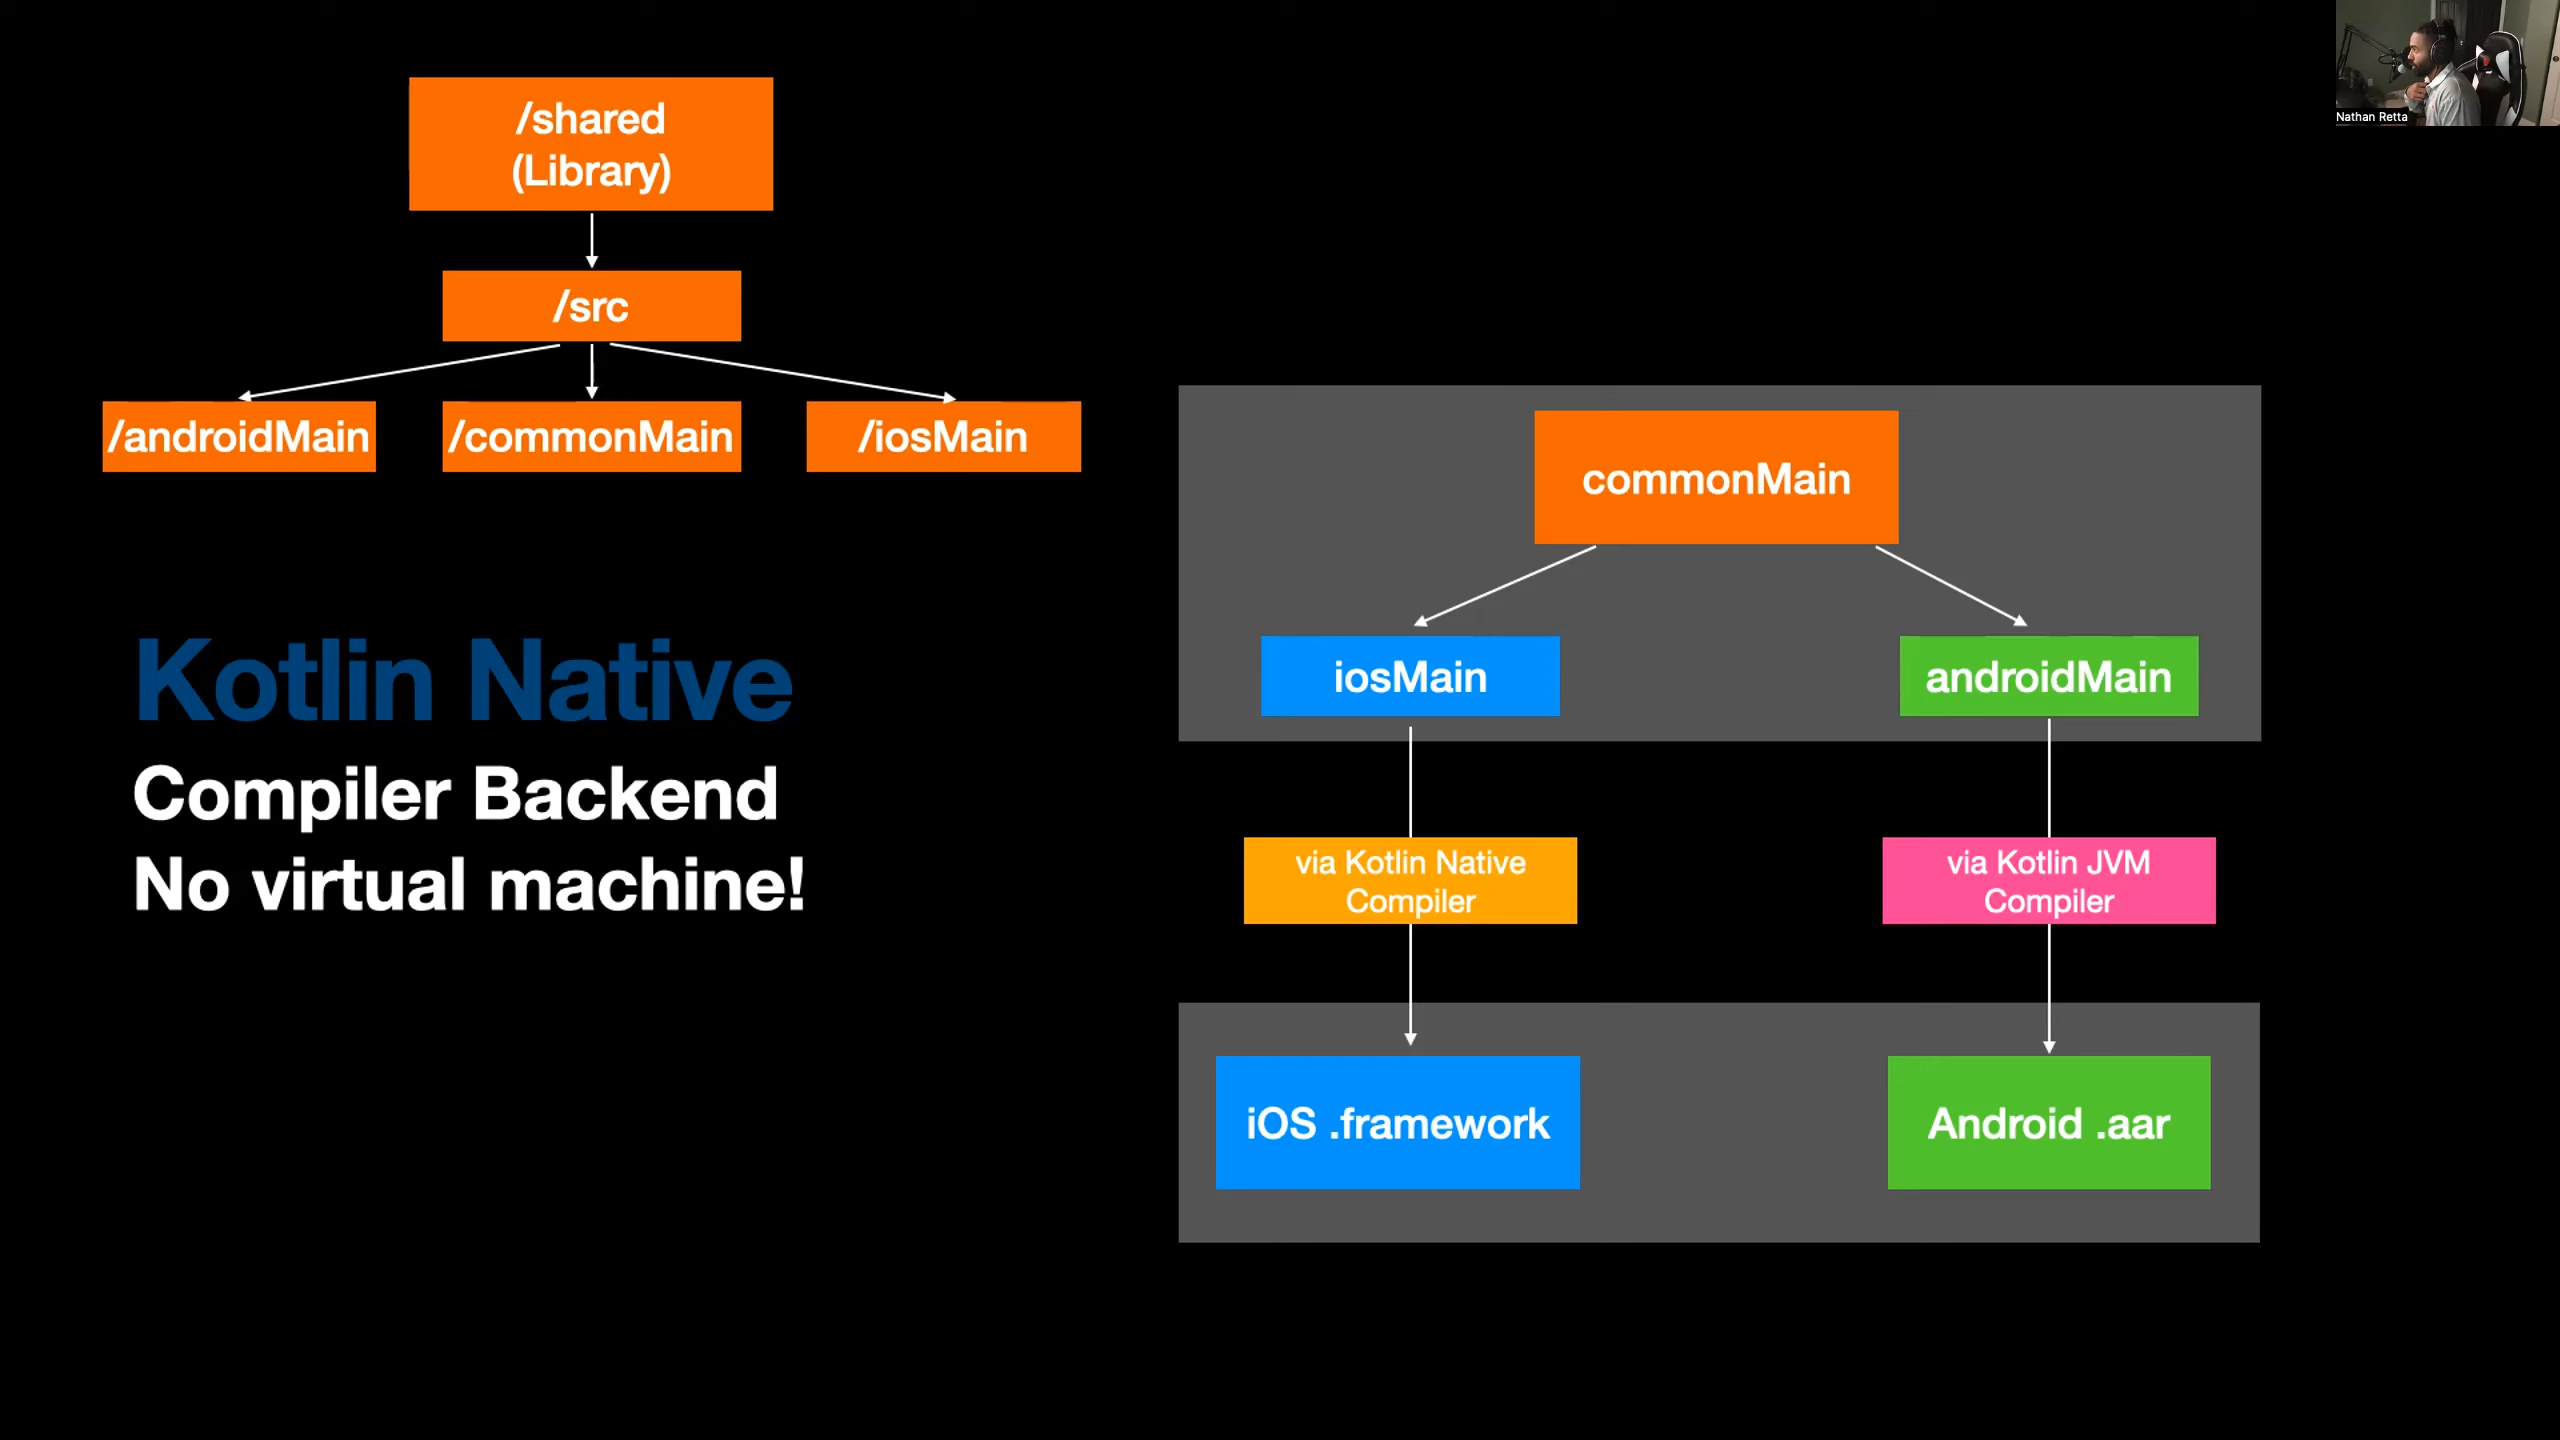 /shared
(Library)
/src
/androidMain
/commonMain
/iosMain
Kotlin Native
Compiler Backend
No virtual machine!
commonMain
iosMain
androidMain
via Kotlin Native
Compiler
via Kotlin JVM
Compiler
iOS .framework
Android .aar
Nathan Retta